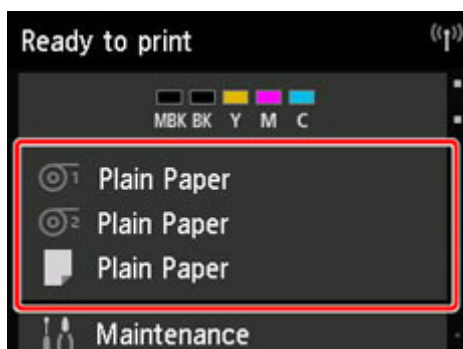 Ready to print
MBK BK Y M C
1 Plain Paper
2 Plain Paper
Plain Paper
Maintenance